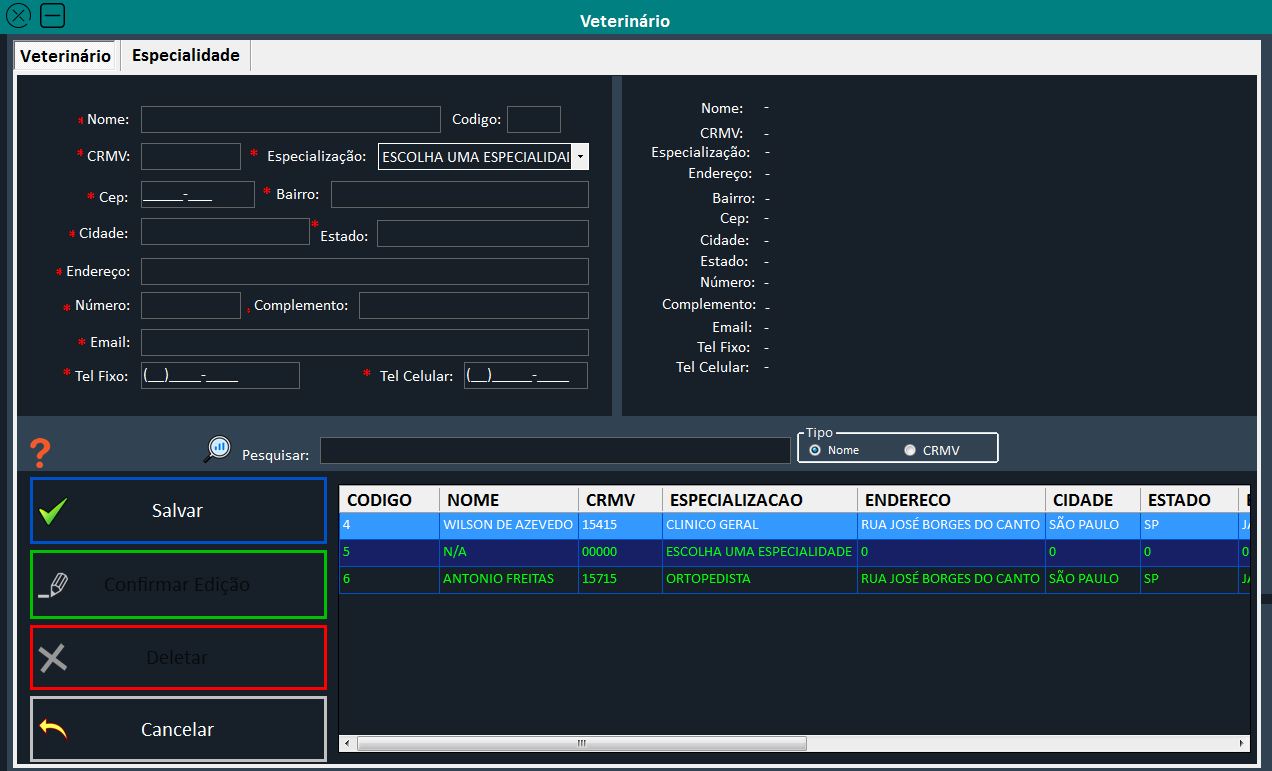 Veterinário
Veterinário Especialidade
* Nome: Codigo:
* CRMV: * Especialização: ESCOLHA UMA ESPECIALIDAI
* Cep: _____-___ * Bairro:
* Cidade: * Estado:
* Endereço:
* Número: * Complemento:
* Email:
* Tel Fixo: (__)____-____ * Tel Celular: (__)_____-____
Nome: -
CRMV: -
Especialização: -
Endereço: -
Bairro: -
Cep: -
Cidade: -
Estado: -
Número: -
Complemento: -
Email: -
Tel Fixo: -
Tel Celular: -
? Pesquisar: Tipo
Nome CRMV
Salvar
Confirmar Edição
Deletar
Cancelar
CODIGO NOME CRMV ESPECIALIZACAO ENDERECO CIDADE ESTADO
4 WILSON DE AZEVEDO 15415 CLINICO GERAL RUA JOSÉ BORGES DO CANTO SÃO PAULO SP
5 N/A 00000 ESCOLHA UMA ESPECIALIDADE 0 0 0 0
6 ANTONIO FREITAS 15715 ORTOPEDISTA RUA JOSÉ BORGES DO CANTO SÃO PAULO SP